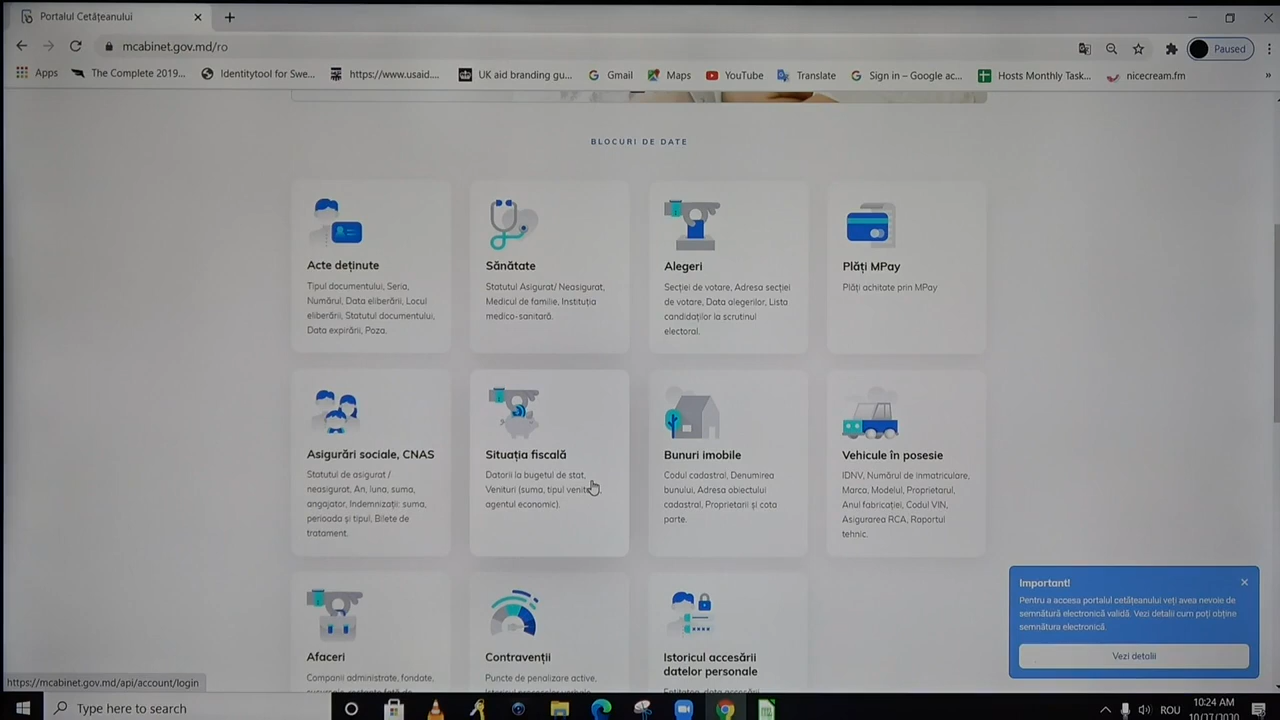 Portalul Cetățeanului
mcabinet.gov.md/ro
Paused
Apps
The Complete 2019...
Identitytool for Swe...
https://www.usaid....
UK aid branding gu...
Gmail
Maps
YouTube
Translate
Sign in – Google ac...
Hosts Monthly Task...
nicecream.fm
BLOCURI DE DATE
Acte deținute
Tipul documentului, Seria,
Numărul, Data eliberării, Locul
eliberării, Statutul documentului,
Data expirării, Poza.
Sănătate
Statutul Asigurat/ Neasigurat,
Medicul de familie, Instituția
medico-sanitară.
Alegeri
Secției de votare, Adresa secției
de votare, Data alegerilor, Lista
candidaților la scrutinul
electoral.
Plăți MPay
Plăți achitate prin MPay
Asigurări sociale, CNAS
Statutul de asigurat /
neasigurat, An, luna, suma,
angajator, Indemnizații: suma,
perioada și tipul, Bilete de
tratament.
Situația fiscală
Datorii la bugetul de stat,
Venituri (suma, tipul
agentul economic).
Bunuri imobile
Codul cadastral, Denumirea
bunului, Adresa obiectului
cadastral, Proprietarii și cota
parte.
Vehicule în posesie
IDNV, Numărul de înmatriculare,
Marca, Modelul, Proprietarul,
Anul fabricației, Codul VIN,
Asigurarea RCA, Raportul
tehnic.
Afaceri
Companii administrate, fondate,
Contravenții
Puncte de penalizare active,
Istoricul accesării
datelor personale
Important!
Pentru a accesa portalul cetățeanului veți avea nevoie de
semnătură electronică validă. Vezi detalii cum poți obține
semnătura electronică.
Vezi detalii
https://mcabinet.gov.md/api/account/login
Type here to search
ROU
10:24 AM
10/27/2020